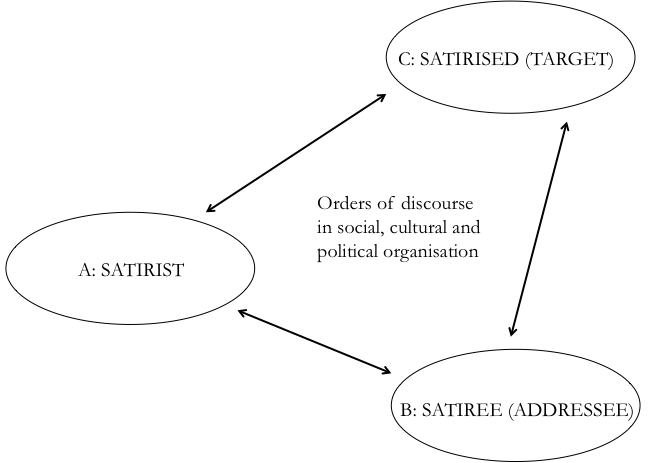 C: SATIRISED (TARGET)
Orders of discourse
in social, cultural and
political organisation
A: SATIRIST
B: SATIREE (ADDRESSEE)